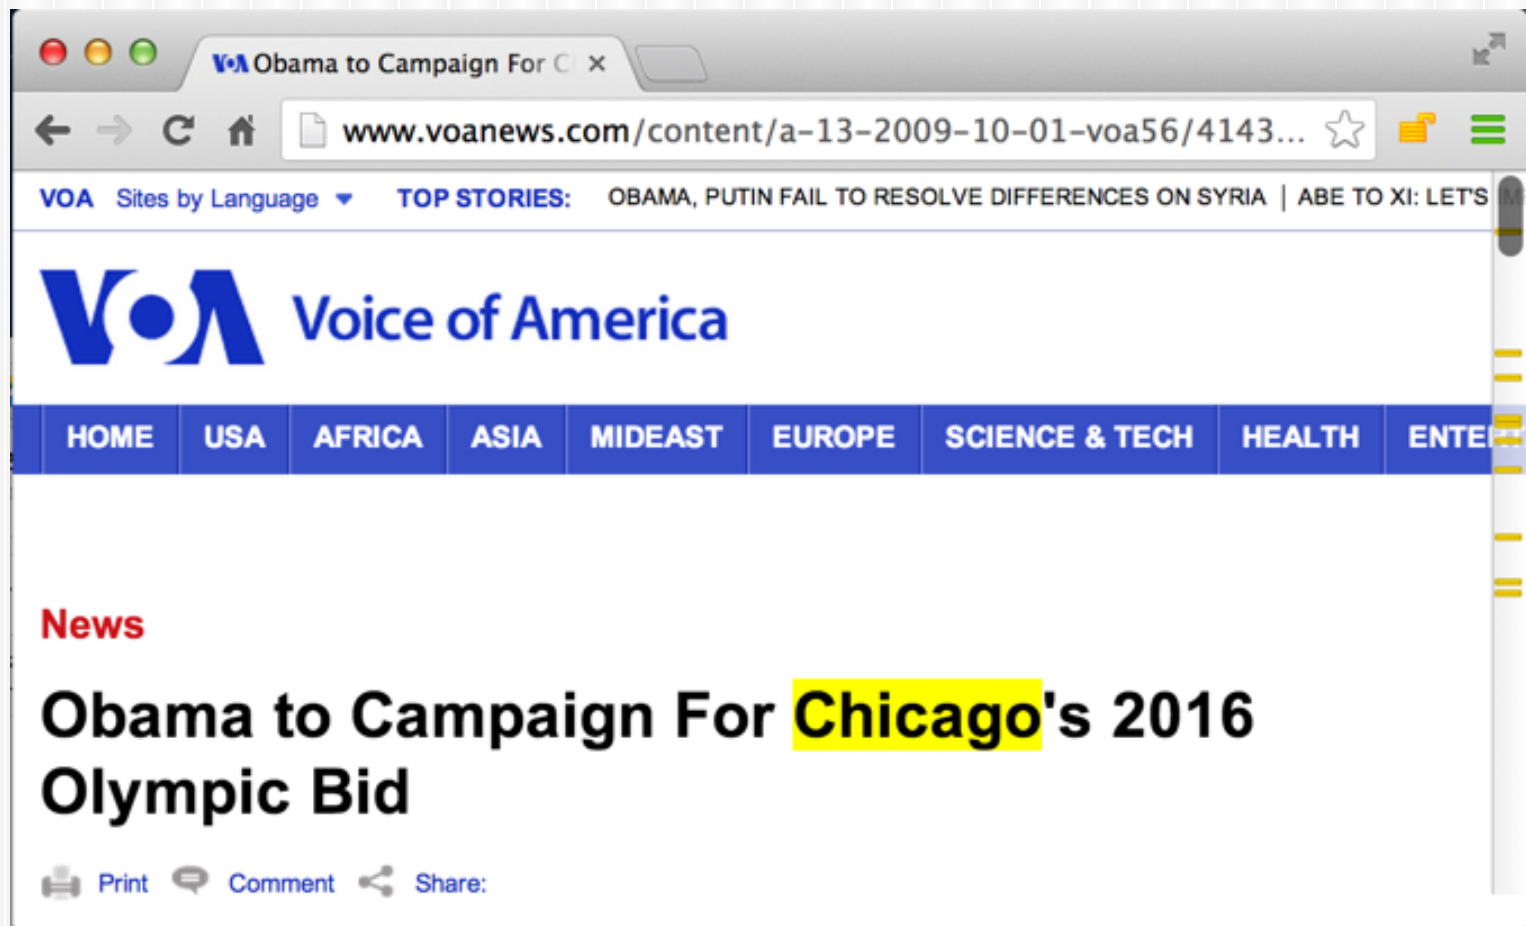 VOA Obama to Campaign For C
www.voanews.com/content/a-13-2009-10-01-voa56/4143...
VOA Sites by Language TOP STORIES: OBAMA, PUTIN FAIL TO RESOLVE DIFFERENCES ON SYRIA | ABE TO XI: LET'S
VOA Voice of America
HOME USA AFRICA ASIA MIDEAST EUROPE SCIENCE & TECH HEALTH
News
Obama to Campaign For Chicago's 2016
Olympic Bid
Print Comment Share: